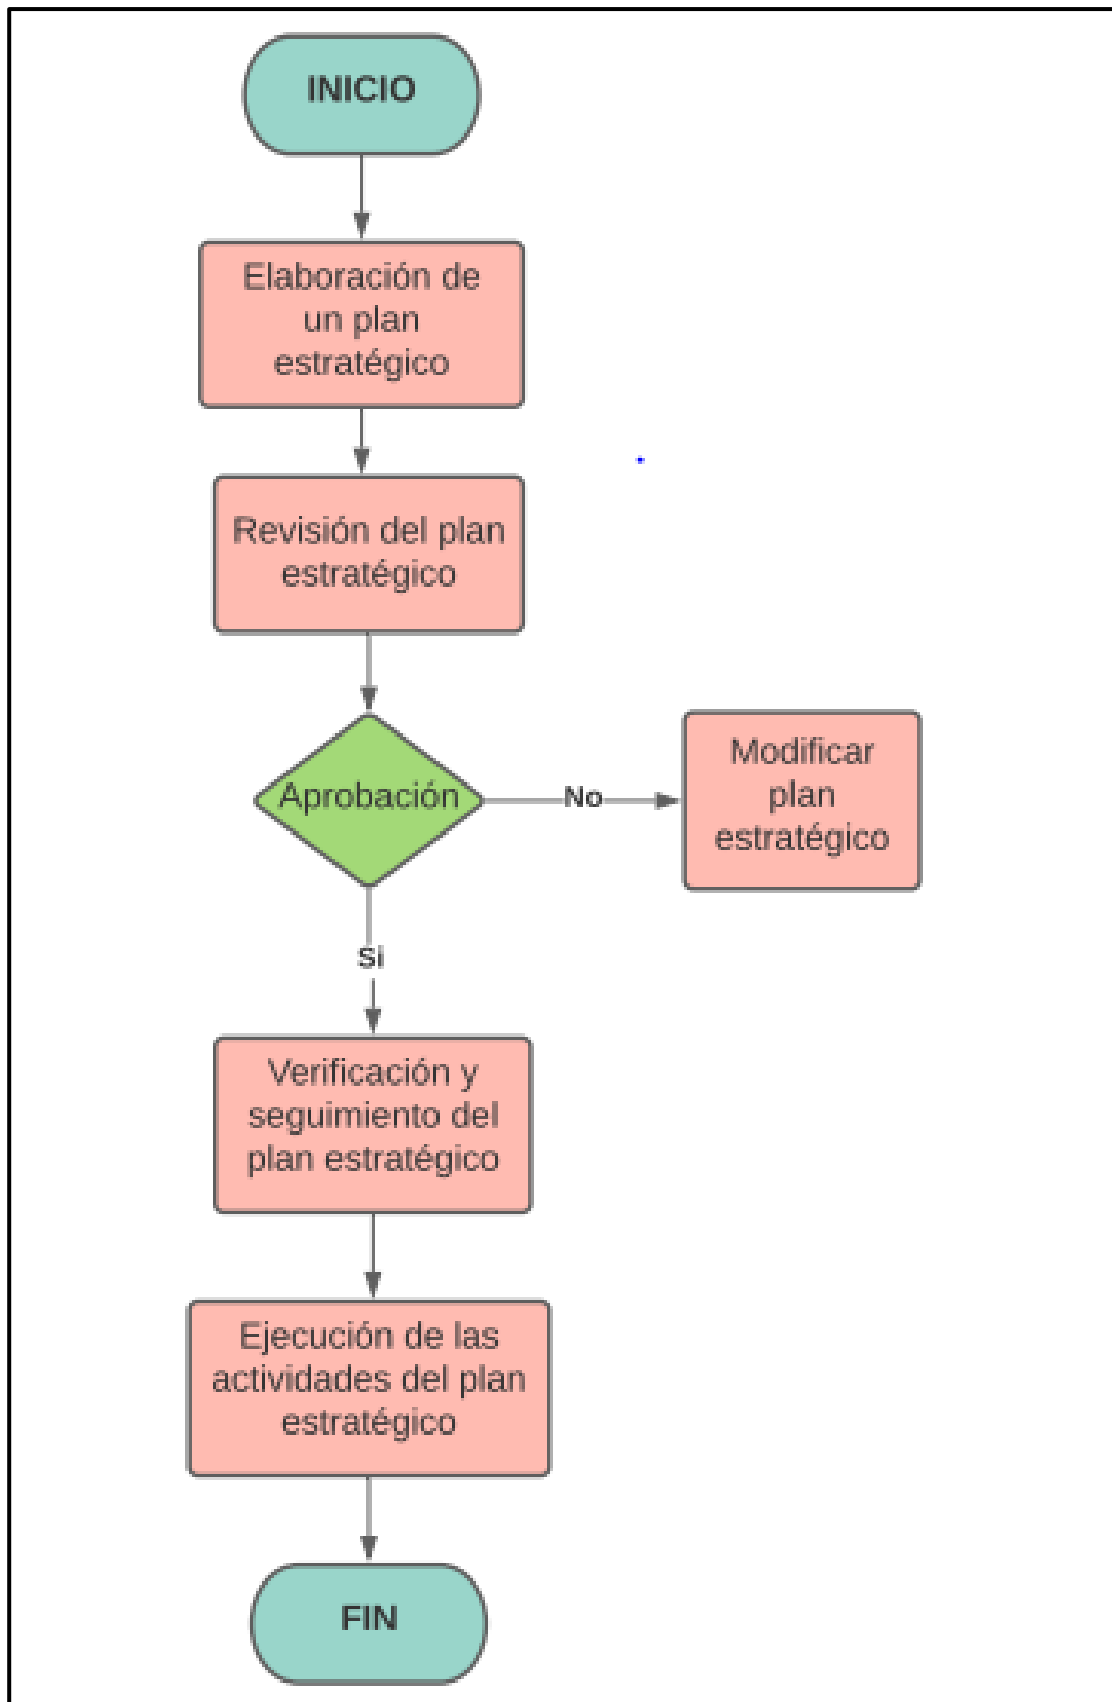 INICIO
Elaboración de
un plan
estratégico
Revisión del plan
estratégico
Aprobación
No
Modificar
plan
estratégico
Si
Verificación y
seguimiento del
plan estratégico
Ejecución de las
actividades del plan
estratégico
FIN